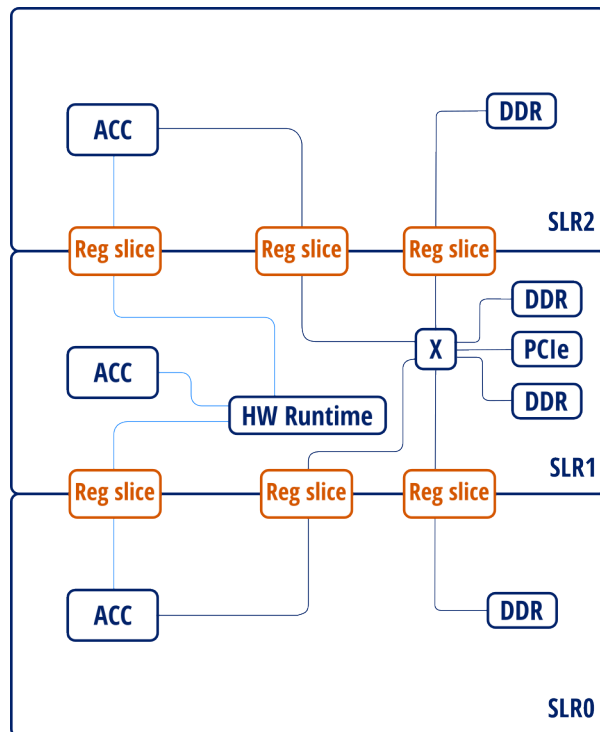 DDR
ACC
SLR2
Reg slice
Reg slice
Reg slice
DDR
X
PCIe
ACC
DDR
HW Runtime
SLR1
Reg slice
Reg slice
Reg slice
ACC
DDR
SLR0